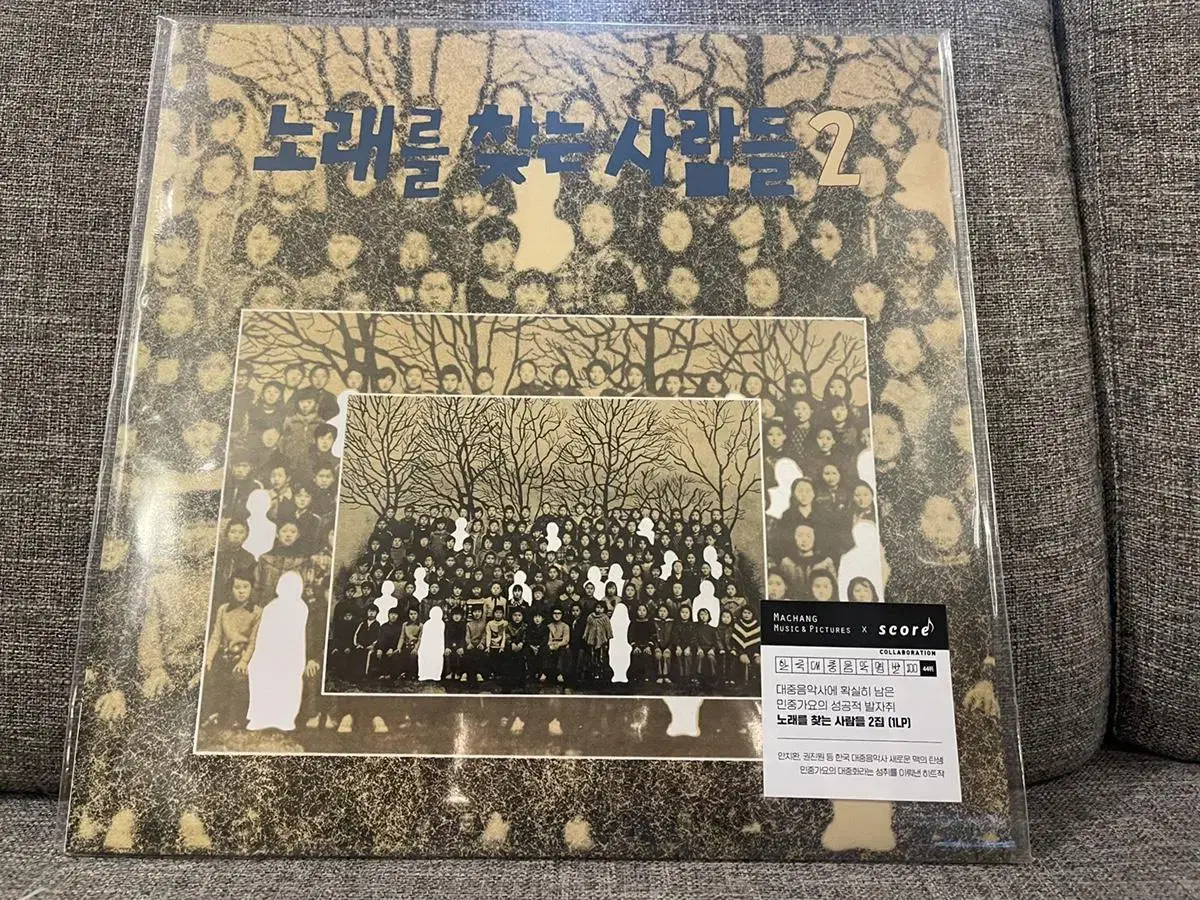 노래를 찾는 사람들 2
MACHANG
MUSIC & PICTURES X score
COLLABORATION
한국대중음악명반 100 44위
대중음악사에 확실히 남은
민중가요의 성공적 발자취
노래를 찾는 사람들 2집 (1LP)
안치환, 권진원 등 한국 대중음악사 새로운 맥의 탄생
민중가요의 대중화라는 성취를 이뤄낸 히트작